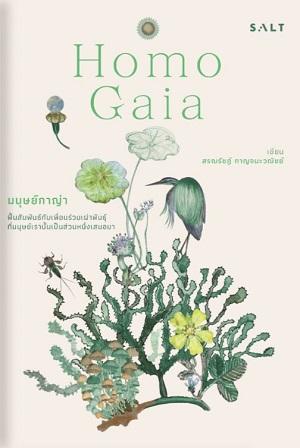 SALT
Homo
Gaia
เขียน
สรณรัชฎ์ กาญจนะวณิชย์
มนุษย์กาญ่า
ฟื้นสัมพันธ์กับเพื่อนร่วมเผ่าพันธุ์
ที่มนุษย์เรานั้นเป็นส่วนหนึ่งเสมอมา